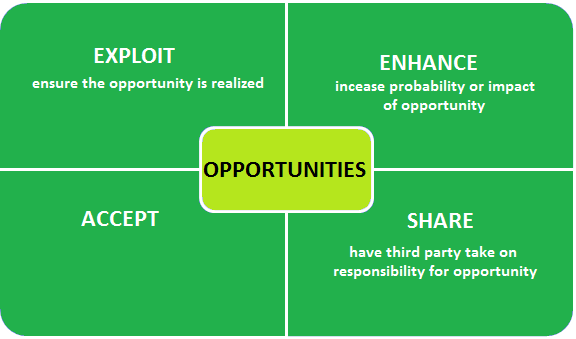 EXPLOIT
ensure the opportunity is realized
ENHANCE
incease probability or impact
of opportunity
OPPORTUNITIES
ACCEPT
SHARE
have third party take on
responsibility for opportunity